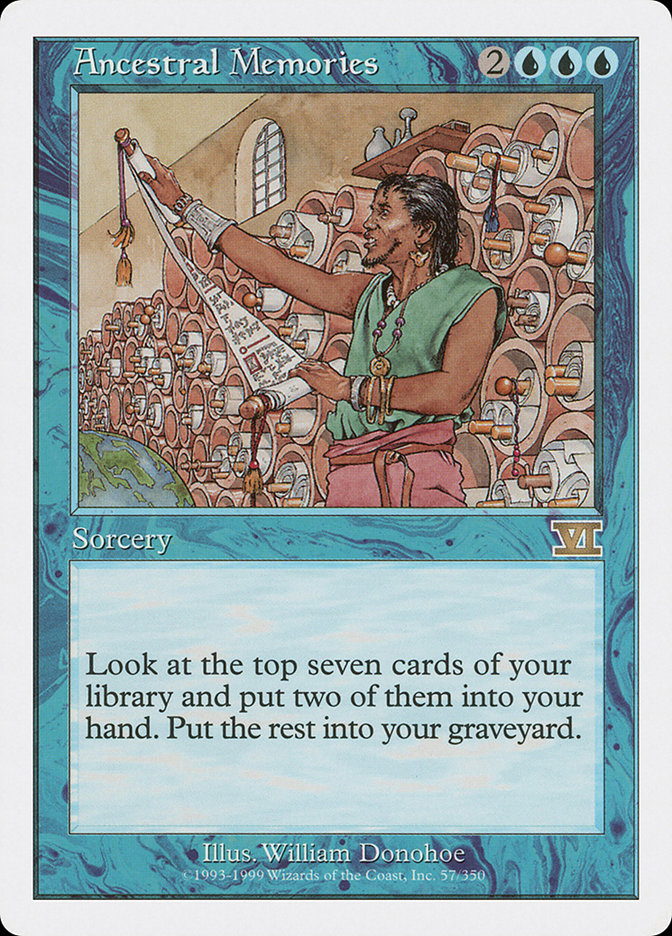 Ancestral Memories 2
Sorcery VI
Look at the top seven cards of your
library and put two of them into your
hand. Put the rest into your graveyard.
Illus. William Donohoe
©1993-1999 Wizards of the Coast, Inc. 57/350